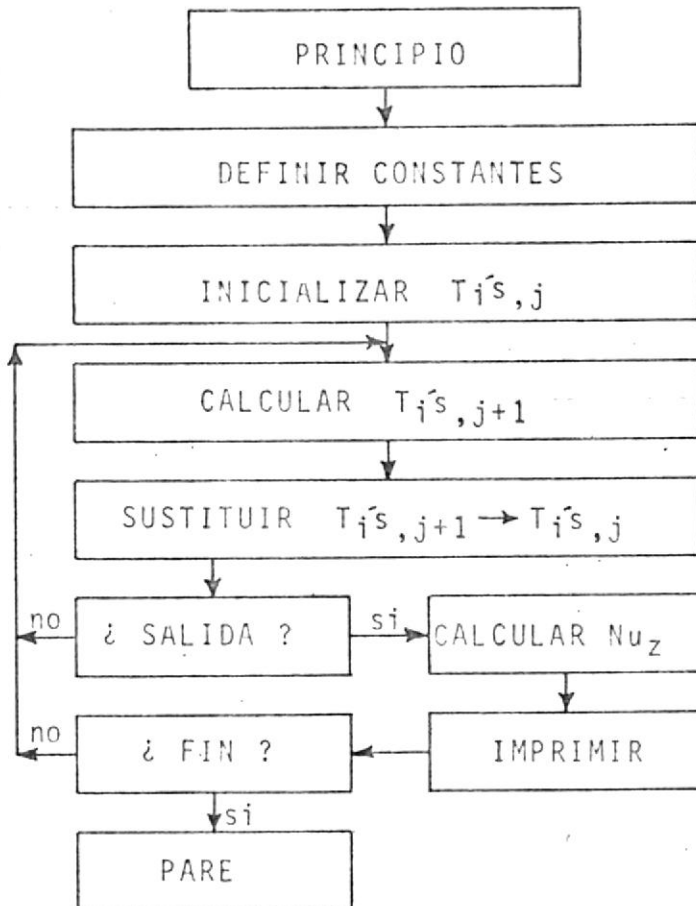 PRINCIPIO
DEFINIR CONSTANTES
INICIALIZAR Ti´s,j
CALCULAR Ti´s,j+1
SUSTITUIR Ti´s,j+1 → Ti´s,j
no
¿ SALIDA ?
si
CALCULAR Nuz
no
¿ FIN ?
IMPRIMIR
si
PARE